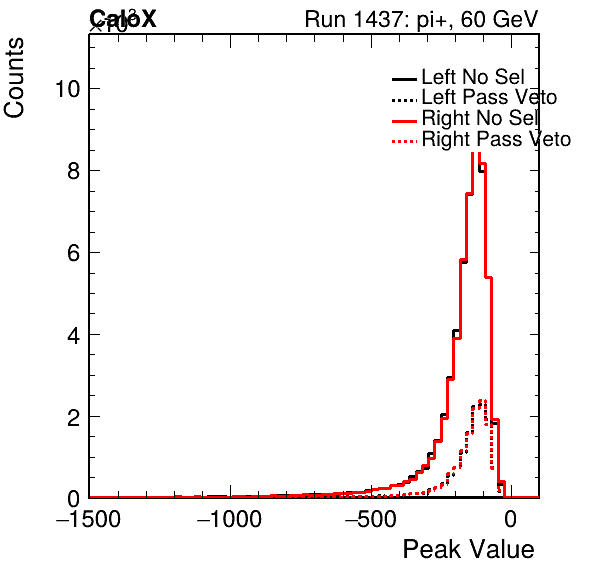 CaloX
×10³
Run 1437: pi+, 60 GeV
Counts
Left No Sel
Left Pass Veto
Right No Sel
Right Pass Veto
10
8
6
4
2
0
−1500
−1000
−500
0
Peak Value